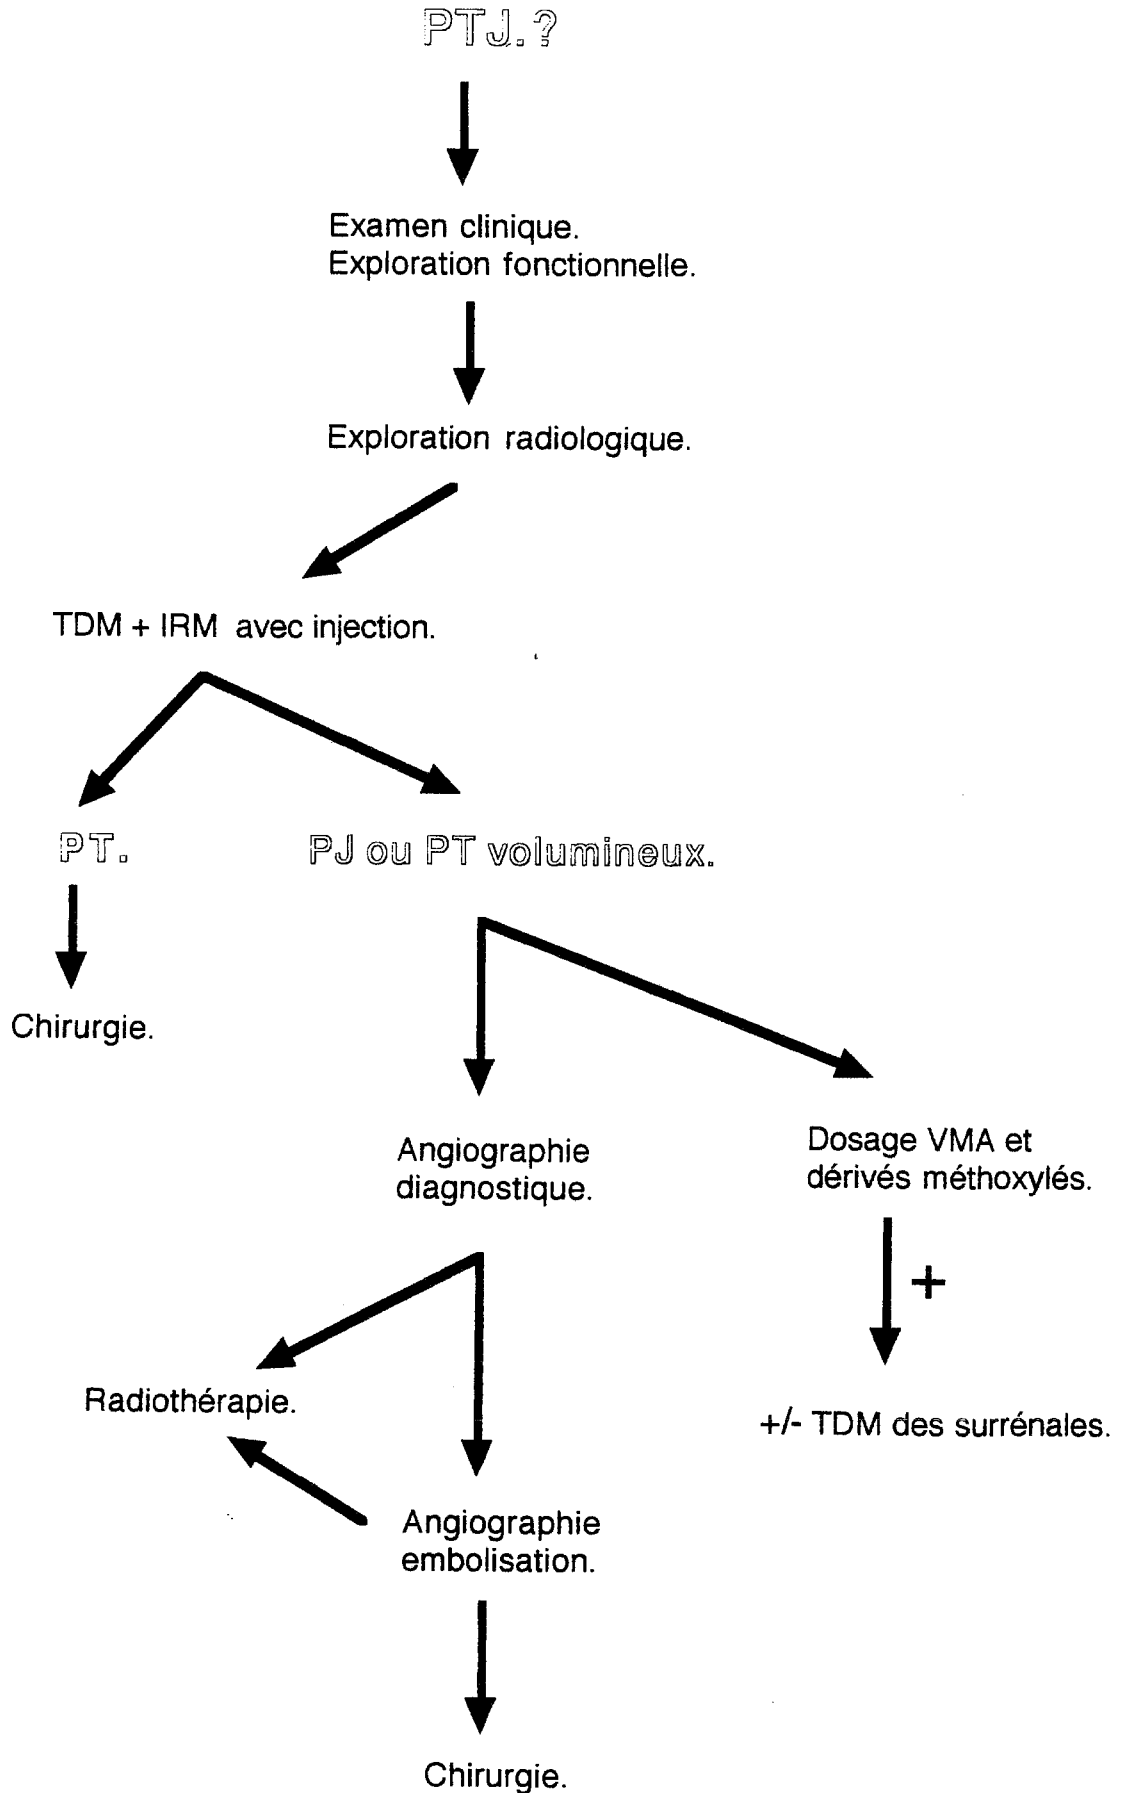 PTJ.?
Examen clinique.
Exploration fonctionnelle.
Exploration radiologique.
TDM + IRM avec injection.
PT.
PJ ou PT volumineux.
Chirurgie.
Angiographie
diagnostique.
Dosage VMA et
dérivés méthoxylés.
+
Radiothérapie.
+/- TDM des surrénales.
Angiographie
embolisation.
Chirurgie.